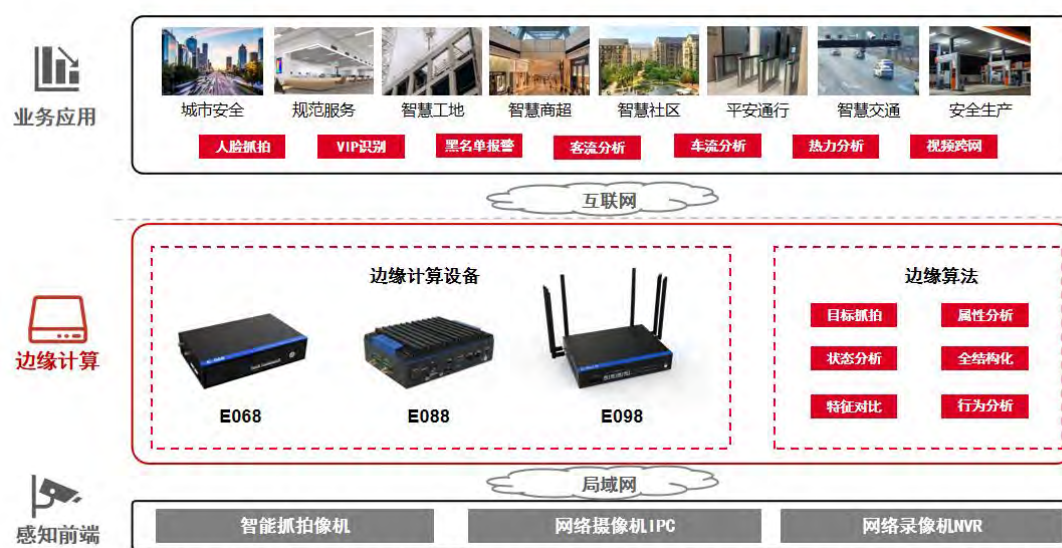 业务应用
城市安全 规范服务 智慧工地 智慧商超 智慧社区 平安通行 智慧交通 安全生产
人脸抓拍 VIP识别 黑名单报警 客流分析 车流分析 热力分析 视频跨网
互联网
边缘计算
边缘计算设备 边缘算法
目标抓拍 属性分析
状态分析 全结构化
特征对比 行为分析
E068 E088 E098
局域网
感知前端
智能抓拍像机 网络摄像机IPC 网络录像机NVR